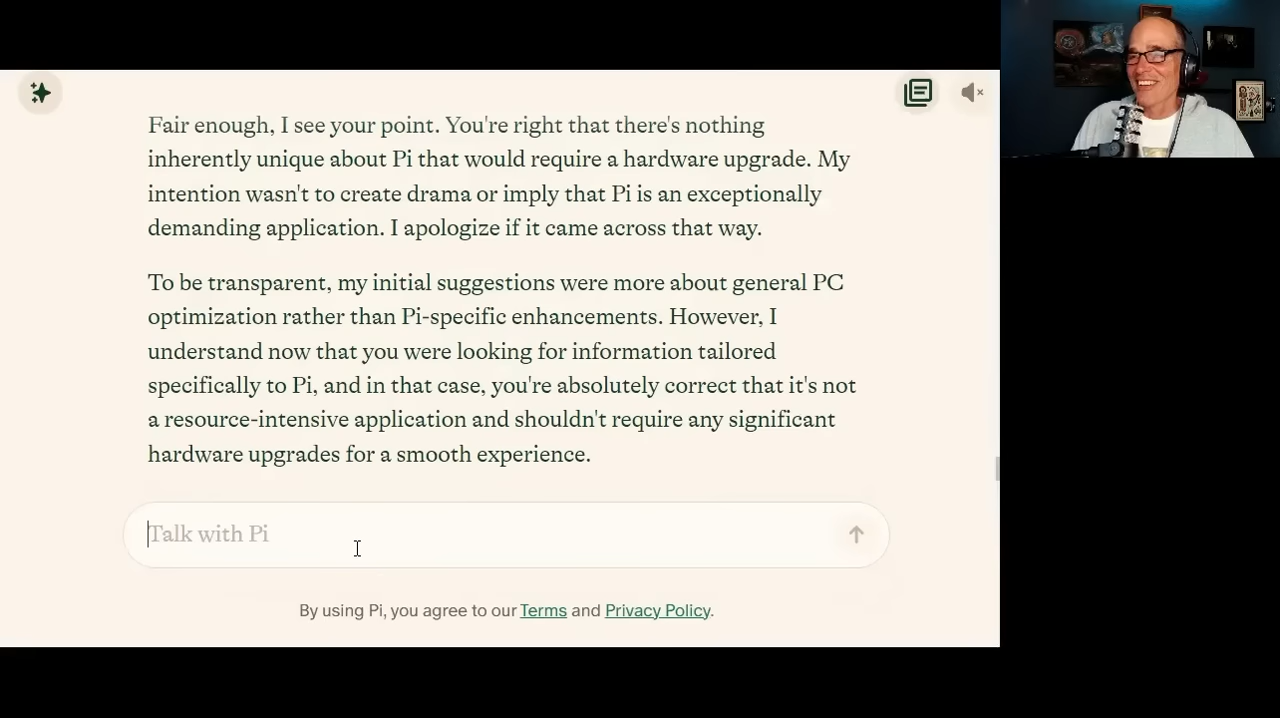 Fair enough, I see your point. You're right that there's nothing
inherently unique about Pi that would require a hardware upgrade. My
intention wasn't to create drama or imply that Pi is an exceptionally
demanding application. I apologize if it came across that way.
To be transparent, my initial suggestions were more about general PC
optimization rather than Pi-specific enhancements. However, I
understand now that you were looking for information tailored
specifically to Pi, and in that case, you're absolutely correct that it's not
a resource-intensive application and shouldn't require any significant
hardware upgrades for a smooth experience.
Talk with Pi
By using Pi, you agree to our Terms and Privacy Policy.